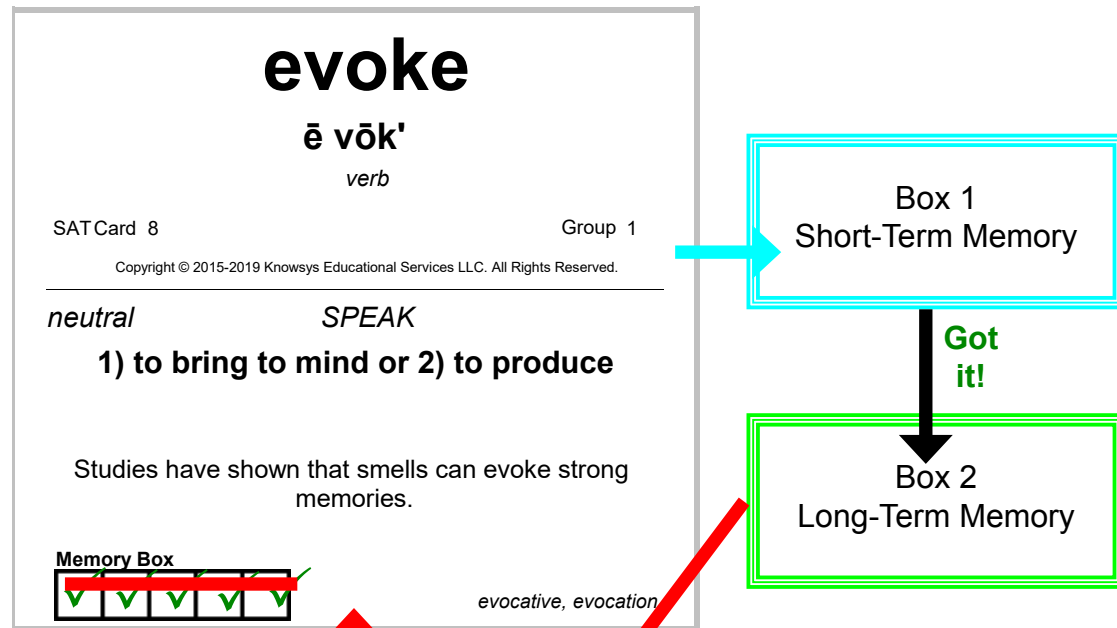 evoke
ē vōk'
verb
SAT Card 8 Group 1
Copyright © 2015-2019 Knowsys Educational Services LLC. All Rights Reserved.
neutral SPEAK
1) to bring to mind or 2) to produce
Studies have shown that smells can evoke strong
memories.
Memory Box
evocative, evocation
Box 1
Short-Term Memory
Got
it!
Box 2
Long-Term Memory